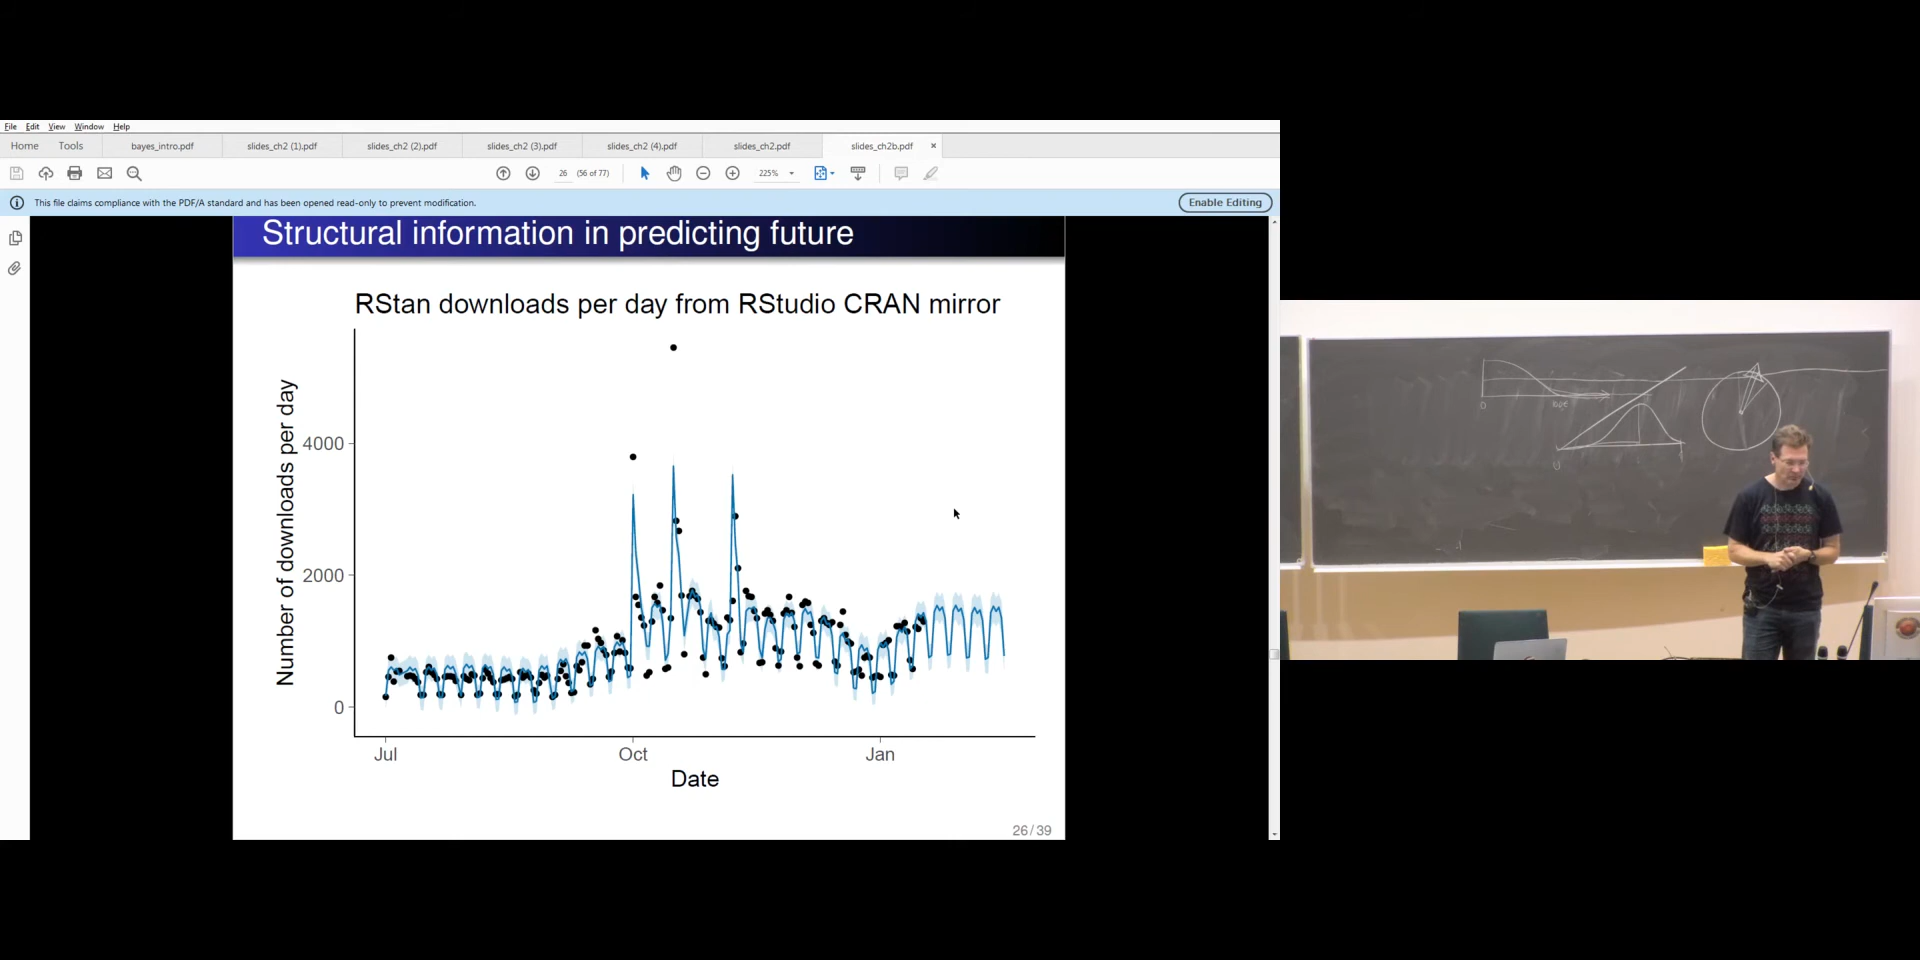 File Edit View Window Help
Home Tools bayes_intro.pdf slides_ch2 (1).pdf slides_ch2 (2).pdf slides_ch2 (3).pdf slides_ch2 (4).pdf slides_ch2.pdf slides_ch2b.pdf ×
26 (56 of 77) 225%
This file claims compliance with the PDF/A standard and has been opened read-only to prevent modification. Enable Editing
Structural information in predicting future
RStan downloads per day from RStudio CRAN mirror
Number of downloads per day
4000
2000
0
Jul Oct Jan
Date
26/39
0
0